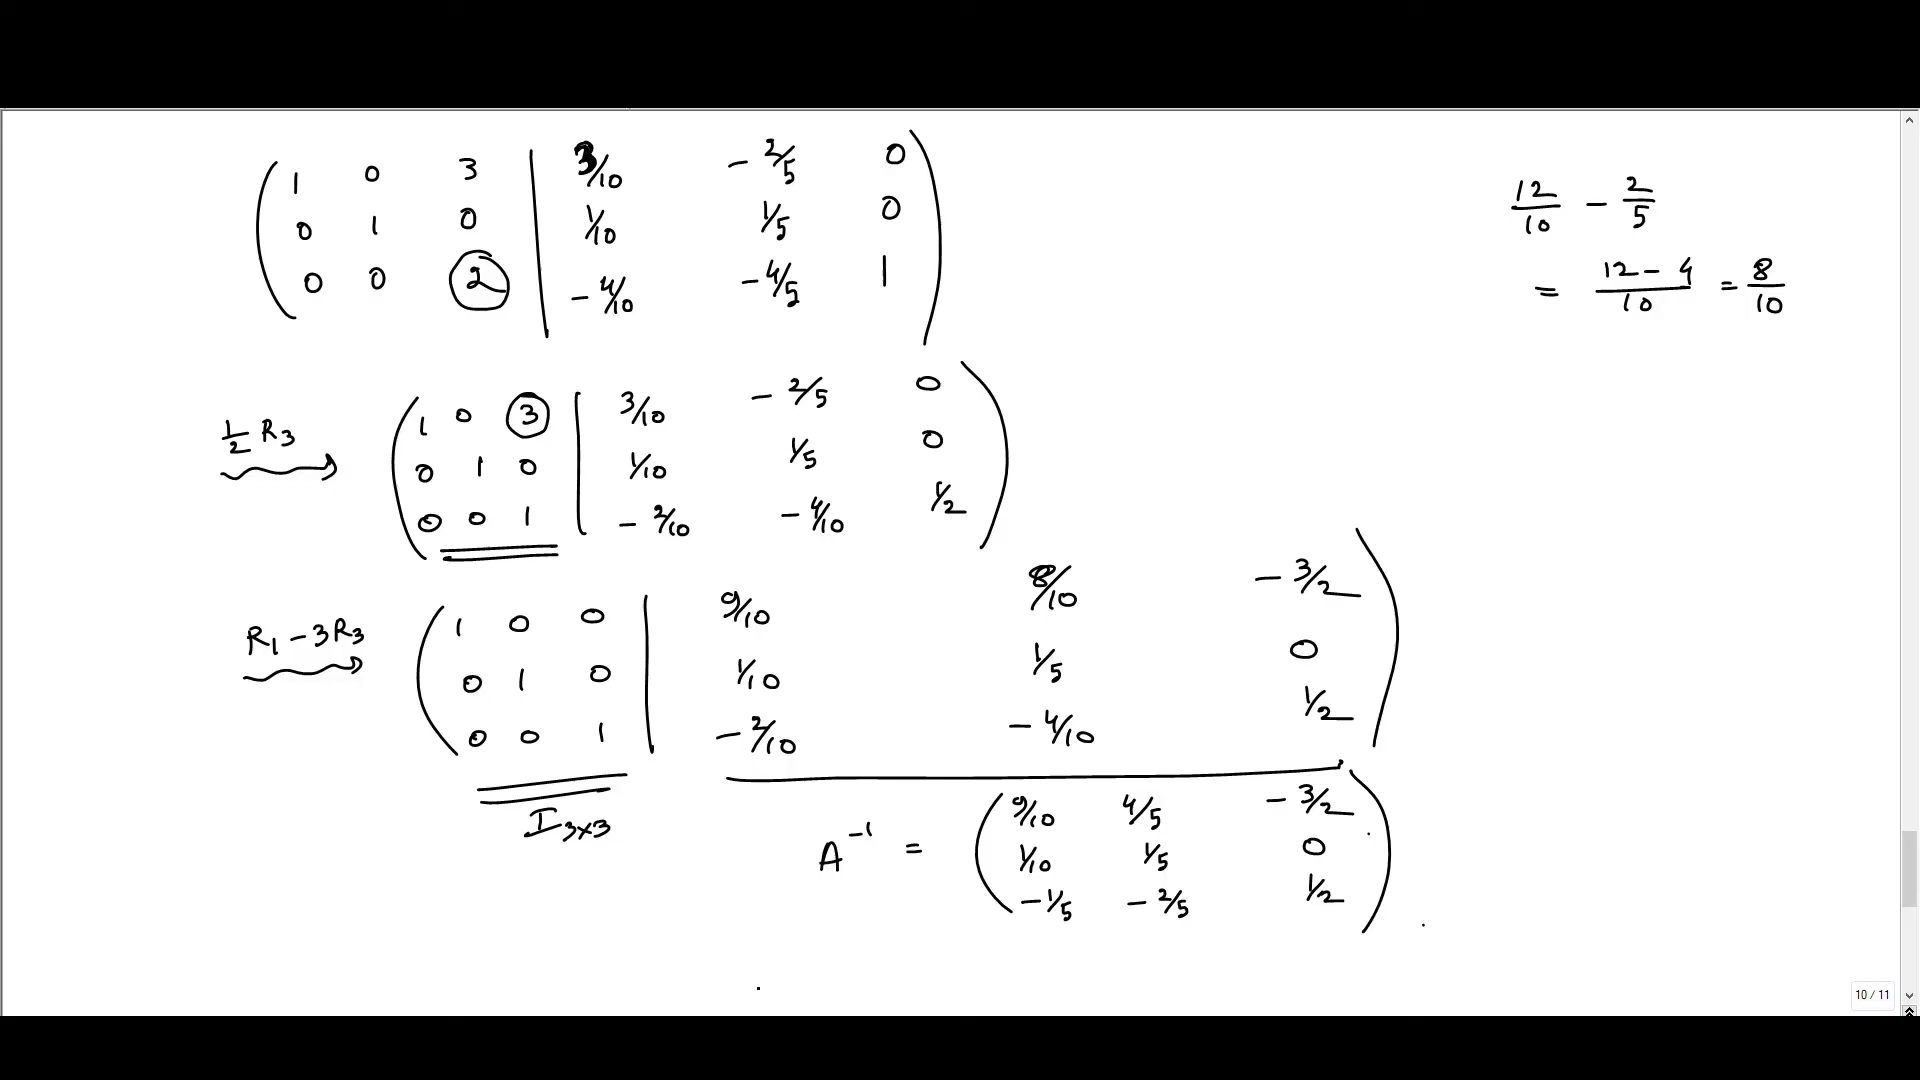 1 0 3 | 3/10 - 2/5 0
0 1 0 | 1/10 1/5 0
0 0 2 | - 4/10 - 4/5 1
12/10 - 2/5
= 12 - 4/10 = 8/10
1/2 R3
1 0 3 | 3/10 - 2/5 0
0 1 0 | 1/10 1/5 0
0 0 1 | - 2/10 - 4/10 1/2
R1 - 3R3
1 0 0 | 9/10 8/10 - 3/2
0 1 0 | 1/10 1/5 0
0 0 1 | - 2/10 - 4/10 1/2
I3×3
A^-1 =
9/10 4/5 - 3/2
1/10 1/5 0
- 1/5 - 2/5 1/2
10 / 11